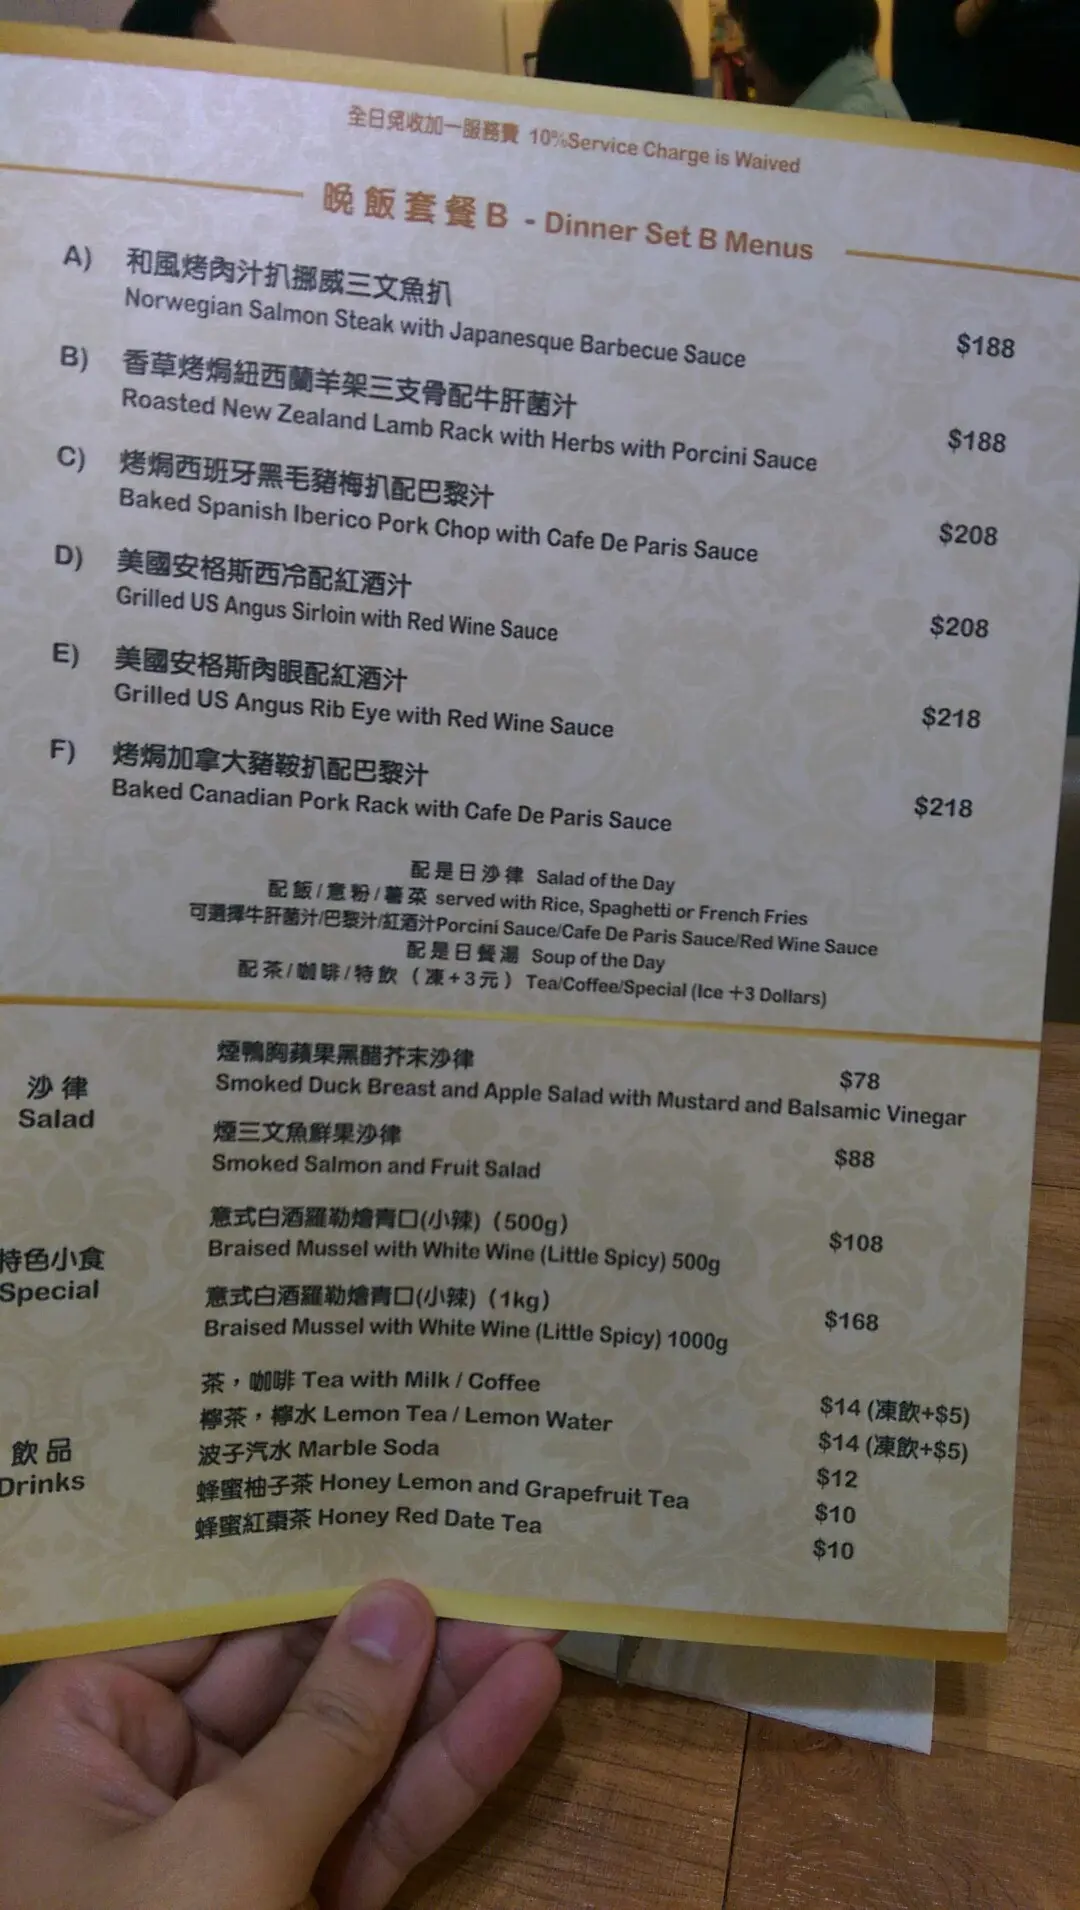 全日免收加一服務費 10%Service Charge is Waived
晚飯套餐B - Dinner Set B Menus
A) 和風烤肉汁扒挪威三文魚扒
Norwegian Salmon Steak with Japanesque Barbecue Sauce $188
B) 香草烤焗紐西蘭羊架三支骨配牛肝菌汁
Roasted New Zealand Lamb Rack with Herbs with Porcini Sauce $188
C) 烤焗西班牙黑毛豬梅扒配巴黎汁
Baked Spanish Iberico Pork Chop with Cafe De Paris Sauce $208
D) 美國安格斯西冷配紅酒汁
Grilled US Angus Sirloin with Red Wine Sauce $208
E) 美國安格斯肉眼配紅酒汁
Grilled US Angus Rib Eye with Red Wine Sauce $218
F) 烤焗加拿大豬鞍扒配巴黎汁
Baked Canadian Pork Rack with Cafe De Paris Sauce $218
配是日沙律 Salad of the Day
配飯/意粉/薯菜 served with Rice, Spaghetti or French Fries
可選擇牛肝菌汁/巴黎汁/紅酒汁Porcini Sauce/Cafe De Paris Sauce/Red Wine Sauce
配是日餐湯 Soup of the Day
配茶/咖啡/特飲（凍+3元）Tea/Coffee/Special (Ice +3 Dollars)
沙律
Salad
煙鴨胸蘋果黑醋芥末沙律 $78
Smoked Duck Breast and Apple Salad with Mustard and Balsamic Vinegar
煙三文魚鮮果沙律 $88
Smoked Salmon and Fruit Salad
特色小食
Special
意式白酒羅勒燴青口(小辣)（500g） $108
Braised Mussel with White Wine (Little Spicy) 500g
意式白酒羅勒燴青口(小辣)（1kg） $168
Braised Mussel with White Wine (Little Spicy) 1000g
飲品
Drinks
茶，咖啡 Tea with Milk / Coffee $14 (凍飲+$5)
檸茶，檸水 Lemon Tea / Lemon Water $14 (凍飲+$5)
波子汽水 Marble Soda $12
蜂蜜柚子茶 Honey Lemon and Grapefruit Tea $10
蜂蜜紅棗茶 Honey Red Date Tea $10